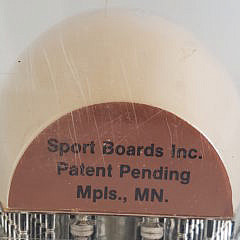 Sport Boards Inc.
Patent Pending
Mpls., MN.